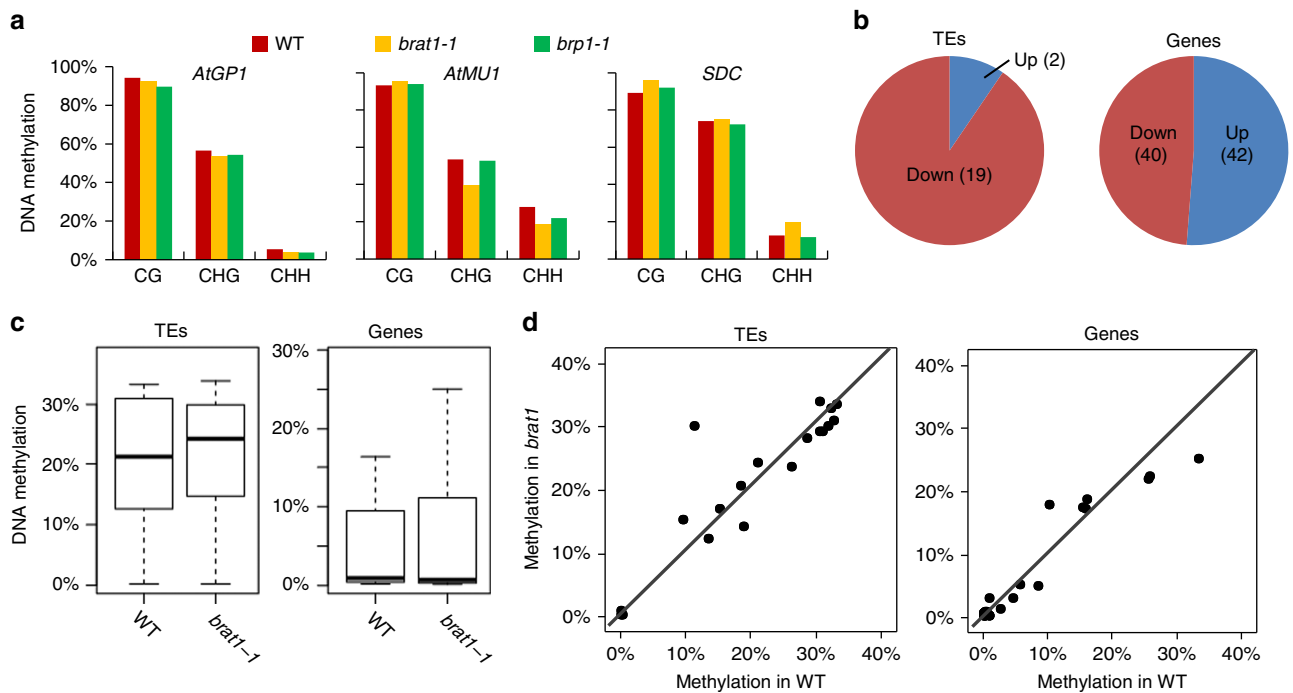 a
WT
brat1-1
brp1-1
AtGP1
AtMU1
SDC
DNA methylation
100%
80%
60%
40%
20%
0%
CG
CHG
CHH
CG
CHG
CHH
CG
CHG
CHH
b
TEs
Up (2)
Down (19)
Genes
Down
(40)
Up
(42)
c
TEs
Genes
DNA methylation
30%
20%
10%
0%
WT
brat1–1
30%
20%
10%
0%
WT
brat1–1
d
TEs
Genes
Methylation in brat1
40%
30%
20%
10%
0%
0%
10%
20%
30%
40%
Methylation in WT
40%
30%
20%
10%
0%
0%
10%
20%
30%
40%
Methylation in WT